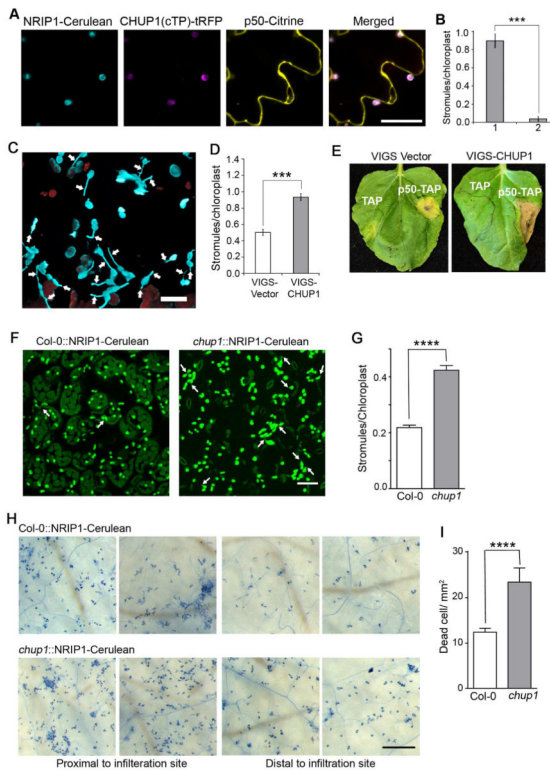 A
NRIP1-Cerulean CHUP1(cTP)-tRFP p50-Citrine Merged
B
Stromules/chloroplast
1.0
0.8
0.6
0.4
0.2
0.0
***
1 2
C
D
Stromules/chloroplast
1.4
1.2
1.0
0.8
0.6
0.4
0.2
0
***
VIGS-Vector
VIGS-CHUP1
E
VIGS Vector VIGS-CHUP1
TAP p50-TAP TAP p50-TAP
F
Col-0::NRIP1-Cerulean chup1::NRIP1-Cerulean
G
Stromules/Chloroplast
0.4
0.2
0
****
Col-0 chup1
H
Col-0::NRIP1-Cerulean
chup1::NRIP1-Cerulean
Proximal to infilteration site Distal to infiltration site
I
Dead cell/ mm²
30
20
10
0
****
Col-0 chup1